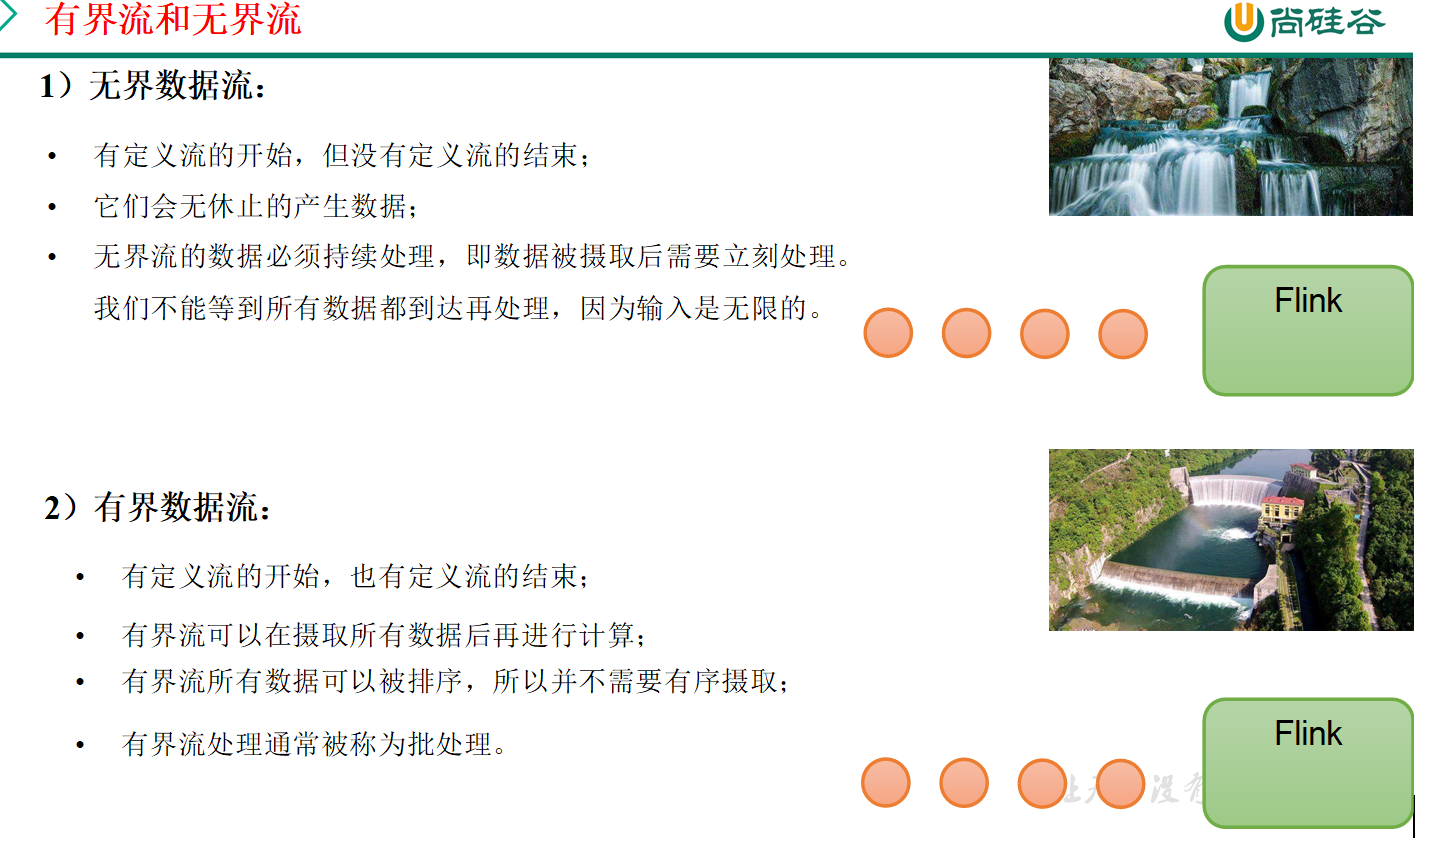 有界流和无界流
尚硅谷
1）无界数据流：
• 有定义流的开始，但没有定义流的结束；
• 它们会无休止的产生数据；
• 无界流的数据必须持续处理，即数据被摄取后需要立刻处理。
我们不能等到所有数据都到达再处理，因为输入是无限的。
Flink
2）有界数据流：
• 有定义流的开始，也有定义流的结束；
• 有界流可以在摄取所有数据后再进行计算；
• 有界流所有数据可以被排序，所以并不需要有序摄取；
• 有界流处理通常被称为批处理。
Flink
让 没有